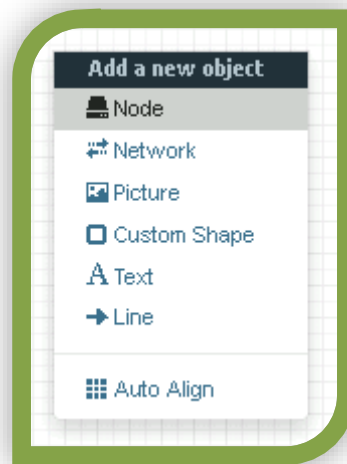 Add a new object
Node
Network
Picture
Custom Shape
Text
Line
Auto Align